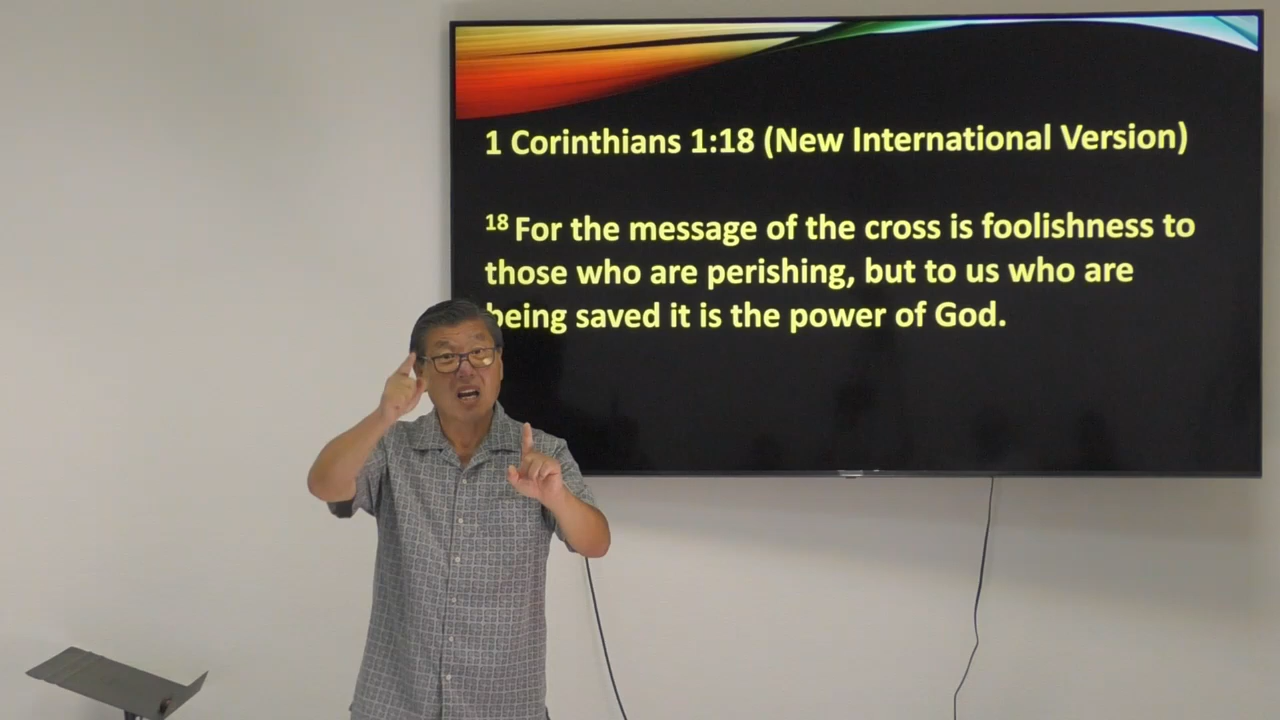 1 Corinthians 1:18 (New International Version)
18 For the message of the cross is foolishness to
those who are perishing, but to us who are
being saved it is the power of God.